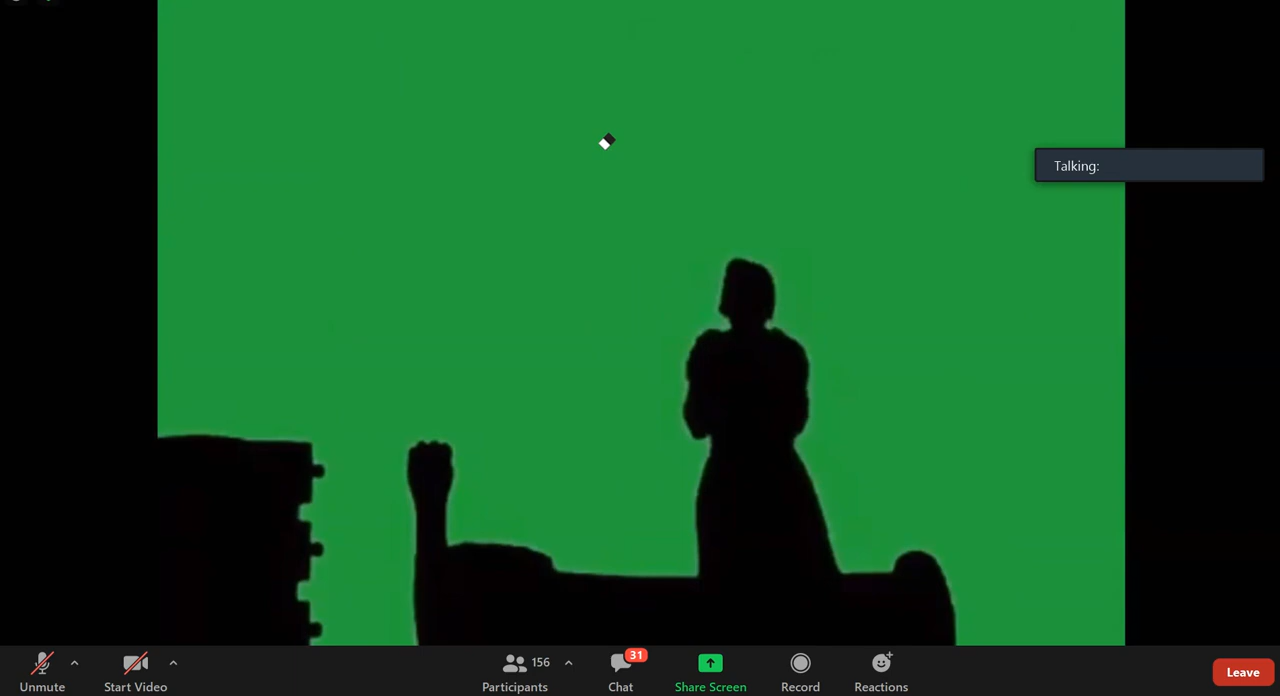 Talking:
156
31
Unmute
Start Video
Participants
Chat
Share Screen
Record
Reactions
Leave